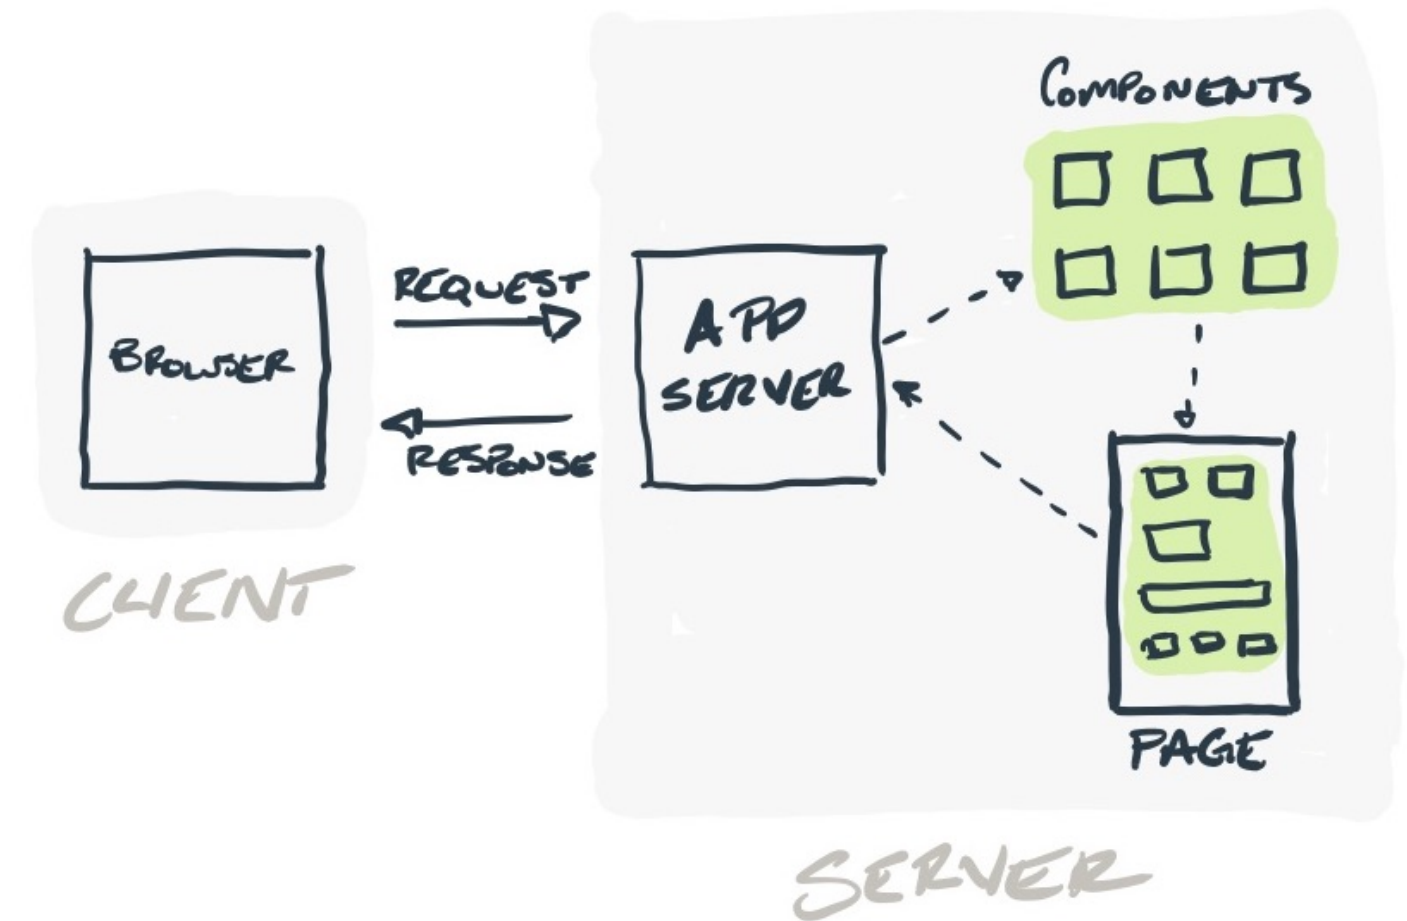 COMPONENTS
REQUEST
BROWSER
APP
SERVER
RESPONSE
CLIENT
PAGE
SERVER